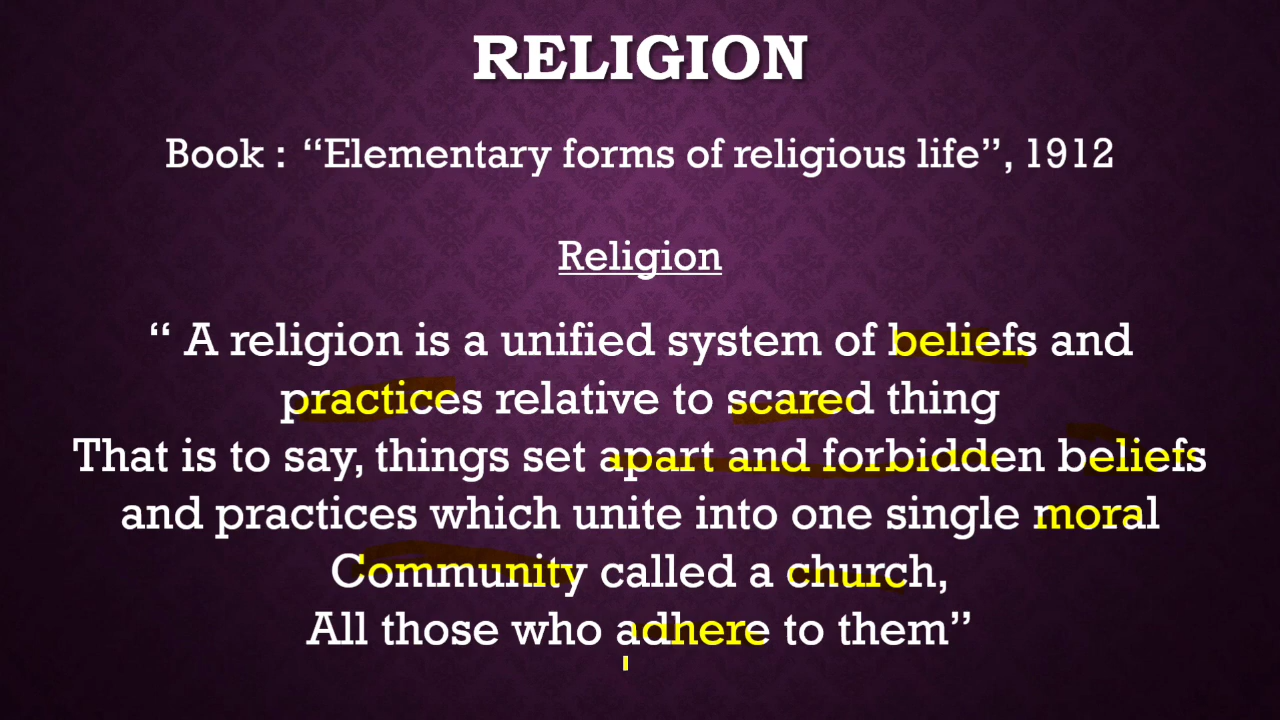 RELIGION
Book : “Elementary forms of religious life”, 1912
Religion
“ A religion is a unified system of beliefs and
practices relative to scared thing
That is to say, things set apart and forbidden beliefs
and practices which unite into one single moral
Community called a church,
All those who adhere to them”